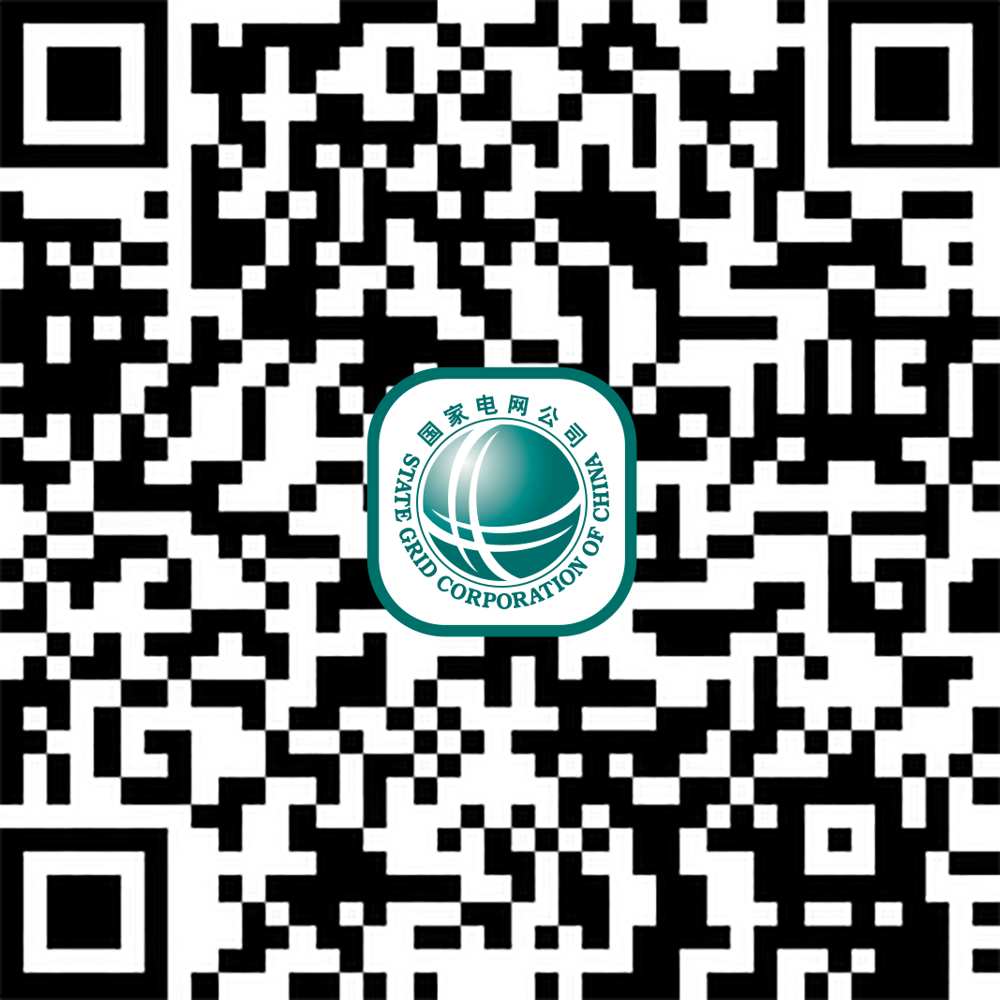 国家电网公司
STATE GRID CORPORATION OF CHINA